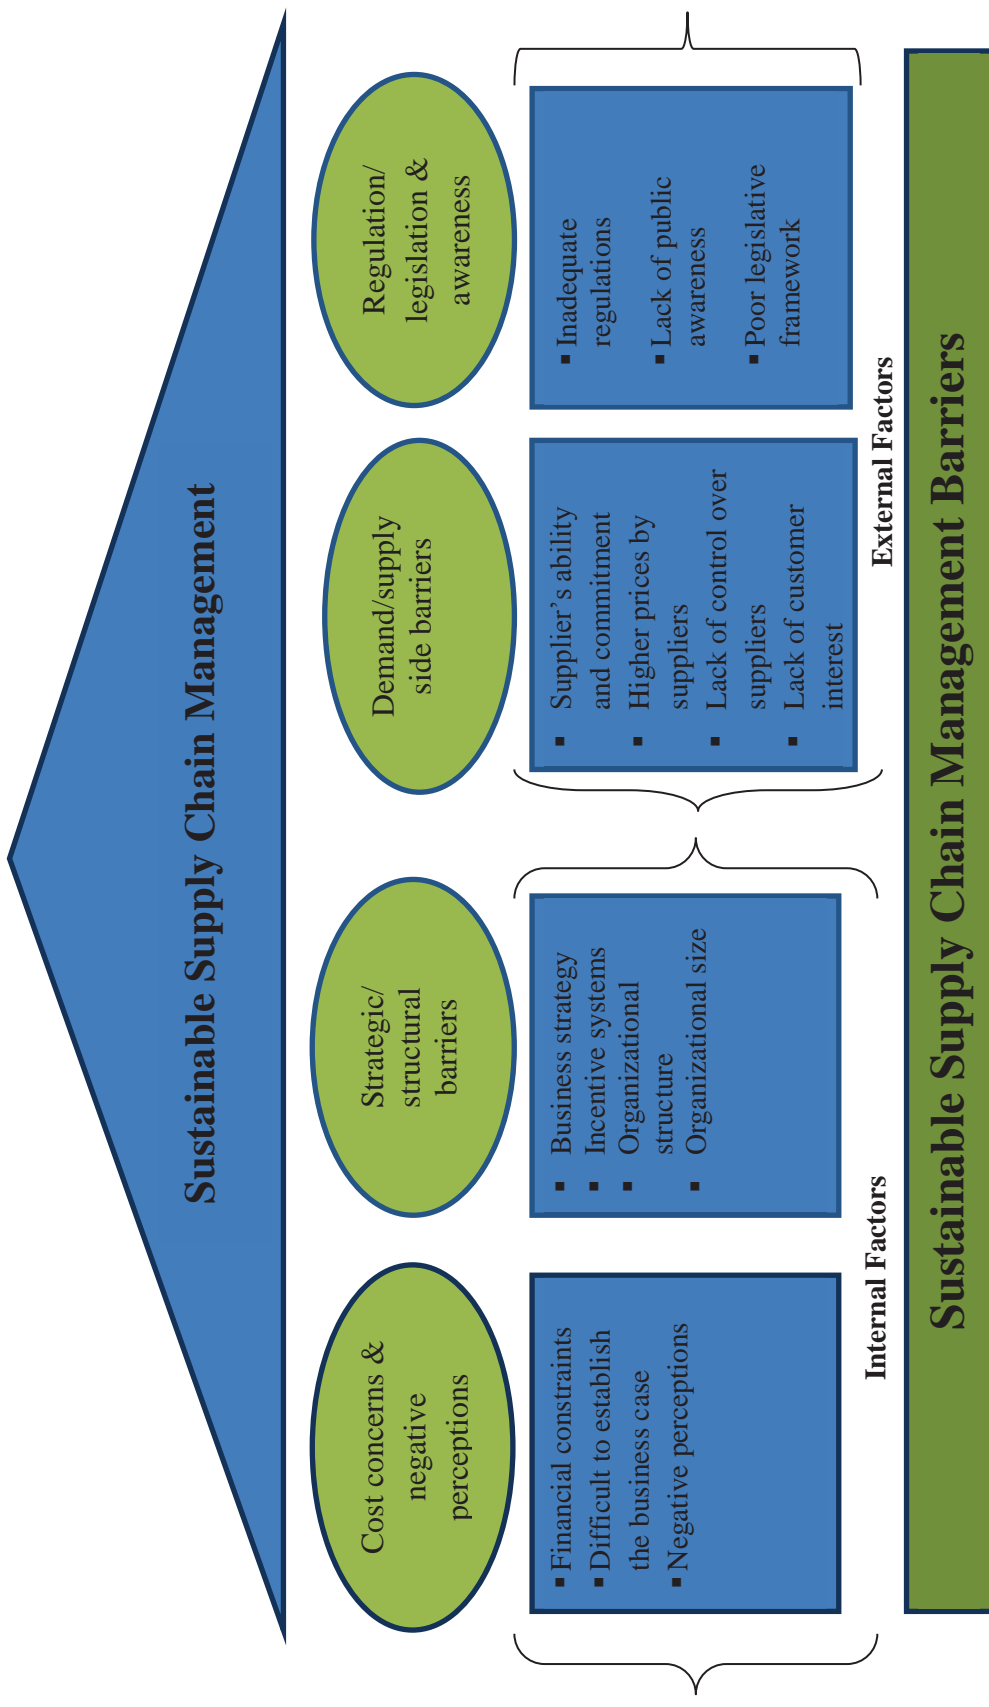 Sustainable Supply Chain Management
Cost concerns &
negative
perceptions
Strategic/
structural
barriers
Demand/supply
side barriers
Regulation/
legislation &
awareness
▪ Financial constraints
▪ Difficult to establish
the business case
▪ Negative perceptions
▪ Business strategy
▪ Incentive systems
▪ Organizational
structure
▪ Organizational size
▪ Supplier’s ability
and commitment
▪ Higher prices by
suppliers
▪ Lack of control over
suppliers
▪ Lack of customer
interest
▪ Inadequate
regulations
▪ Lack of public
awareness
▪ Poor legislative
framework
Internal Factors
External Factors
Sustainable Supply Chain Management Barriers